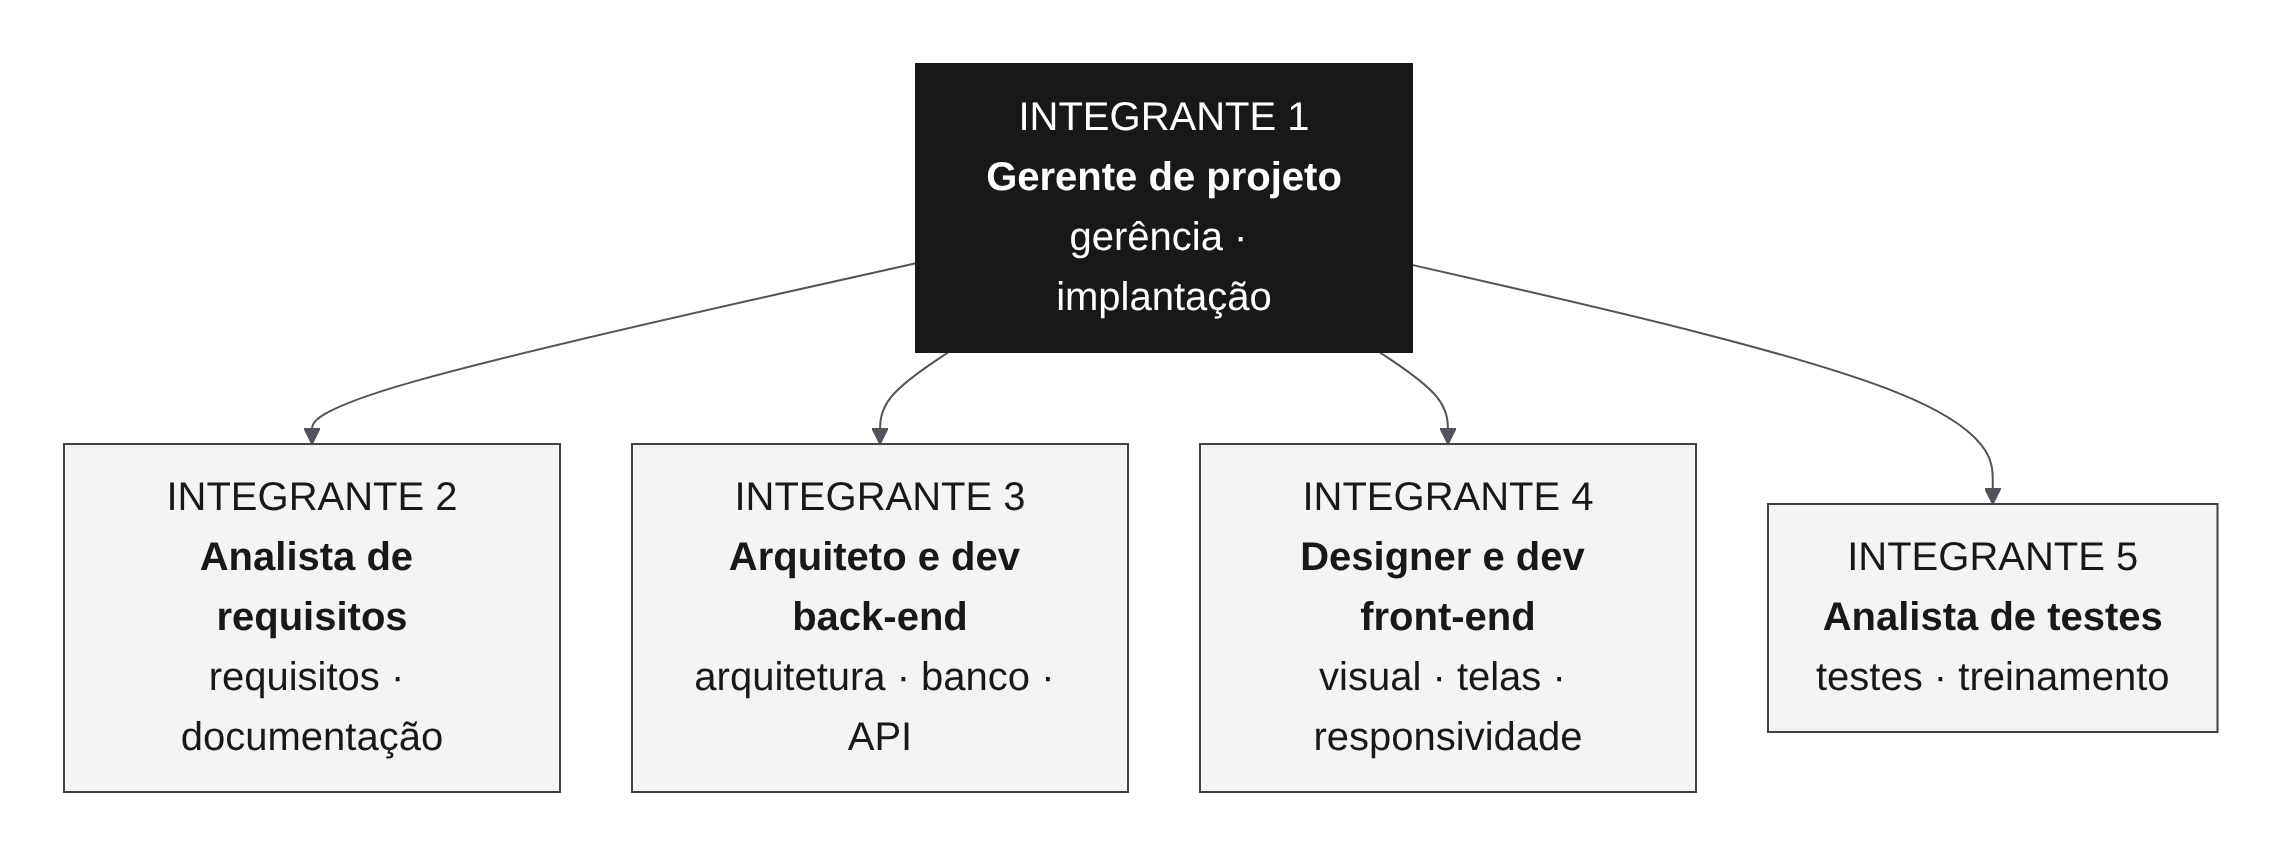 INTEGRANTE 1
Gerente de projeto
gerência ·
implantação
INTEGRANTE 2
Analista de
requisitos
requisitos ·
documentação
INTEGRANTE 3
Arquiteto e dev
back-end
arquitetura · banco ·
API
INTEGRANTE 4
Designer e dev
front-end
visual · telas ·
responsividade
INTEGRANTE 5
Analista de testes
testes · treinamento